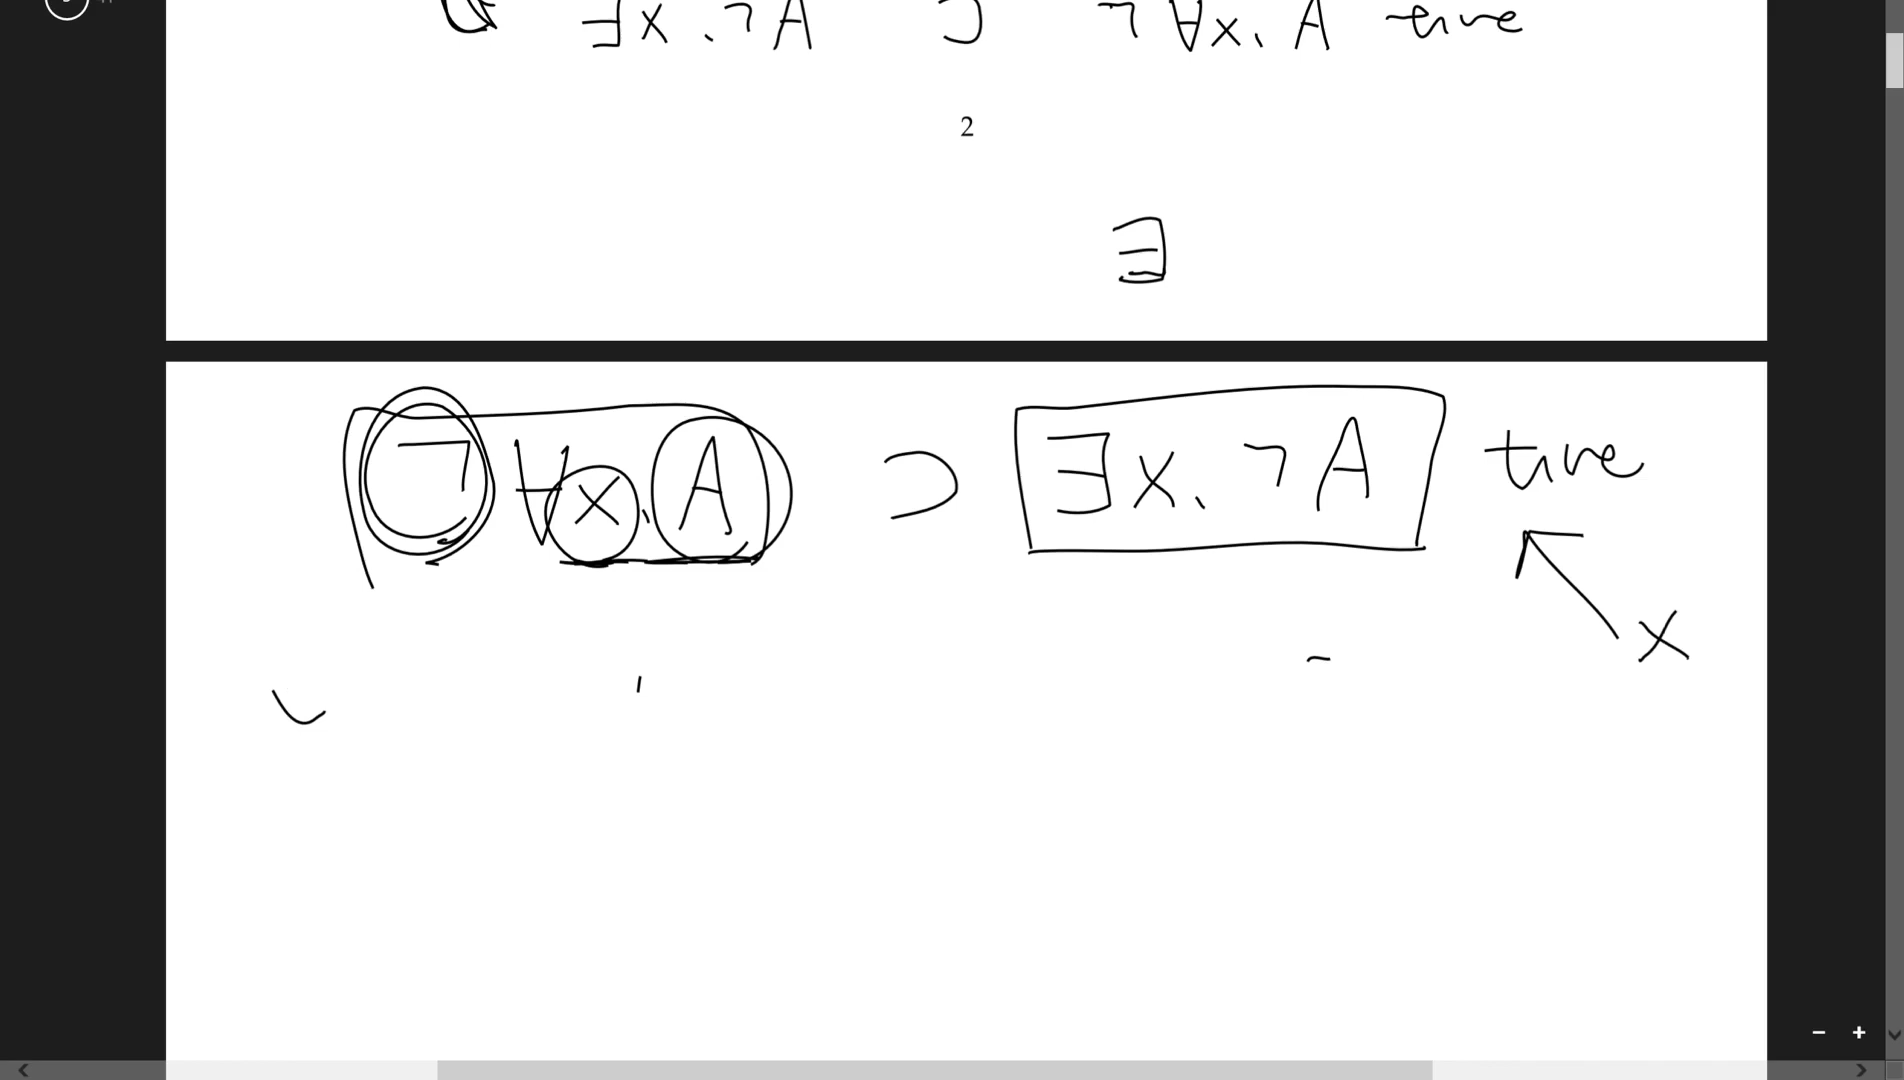 ∃x.¬A ⊃ ¬∀x.A true
2
∃
¬∀x.A ⊃ ∃x.¬A true
x